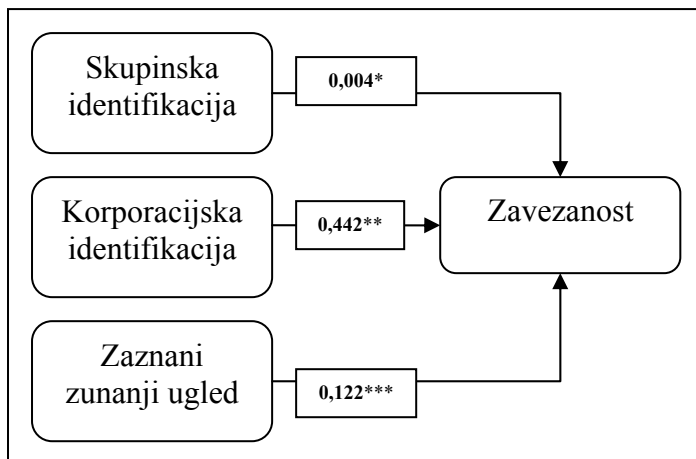 Skupinska
identifikacija
0,004*
Korporacijska
identifikacija
0,442**
Zavezanost
Zaznani
zunanji ugled
0,122***